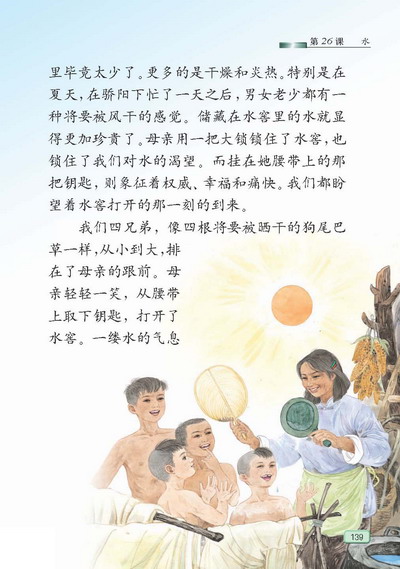 第26课 水
里毕竟太少了。更多的是干燥和炎热。特别是在
夏天，在骄阳下忙了一天之后，男女老少都有一
种将要被风干的感觉。储藏在水窖里的水就显
得更加珍贵了。母亲用一把大锁锁住了水窖，也
锁住了我们对水的渴望。而挂在她腰带上的那
把钥匙，则象征着权威、幸福和痛快。我们都盼
望着水窖打开的那一刻的到来。
我们四兄弟，像四根将要被晒干的狗尾巴
草一样，从小到大，排
在了母亲的跟前。母
亲轻轻一笑，从腰带
上取下钥匙，打开了
水窖。一缕水的气息
139